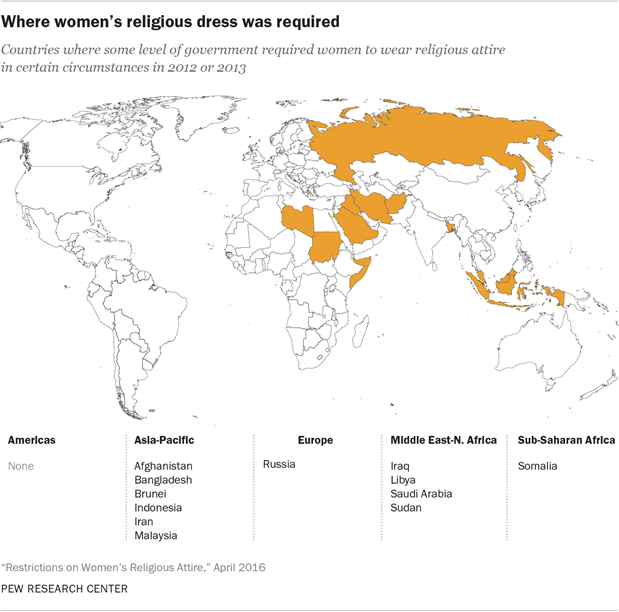 Where women's religious dress was required
Countries where some level of government required women to wear religious attire
in certain circumstances in 2012 or 2013
Americas
None
Asia-Pacific
Afghanistan
Bangladesh
Brunei
Indonesia
Iran
Malaysia
Europe
Russia
Middle East-N. Africa
Iraq
Libya
Saudi Arabia
Sudan
Sub-Saharan Africa
Somalia
“Restrictions on Women's Religious Attire,” April 2016
PEW RESEARCH CENTER